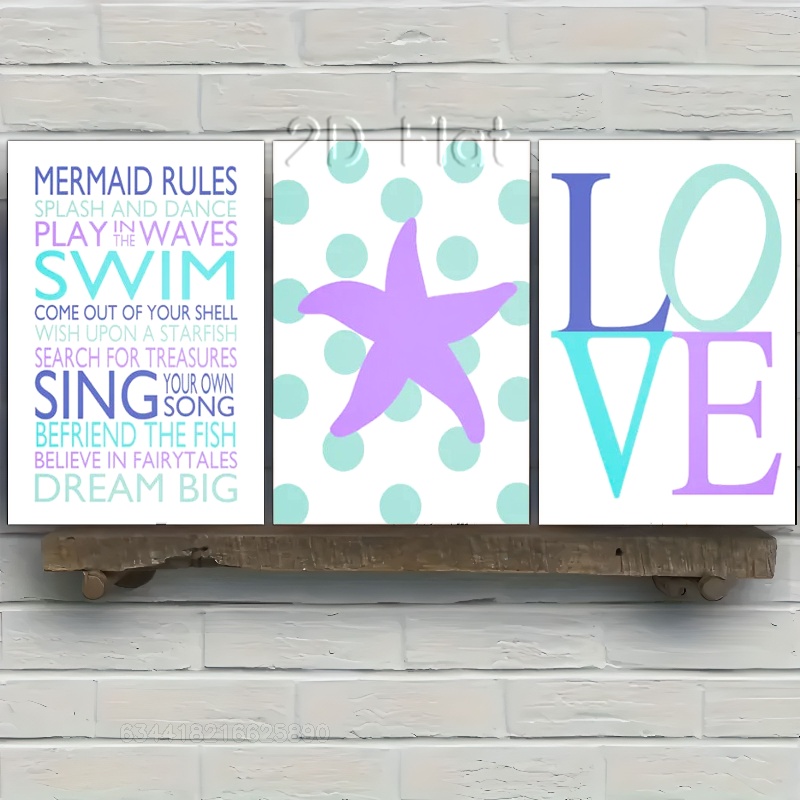 2D Flat
MERMAID RULES
SPLASH AND DANCE
PLAY IN THE WAVES
SWIM
COME OUT OF YOUR SHELL
WISH UPON A STARFISH
SEARCH FOR TREASURES
SING YOUR OWN SONG
BEFRIEND THE FISH
BELIEVE IN FAIRYTALES
DREAM BIG
LO
VE
634418216625890